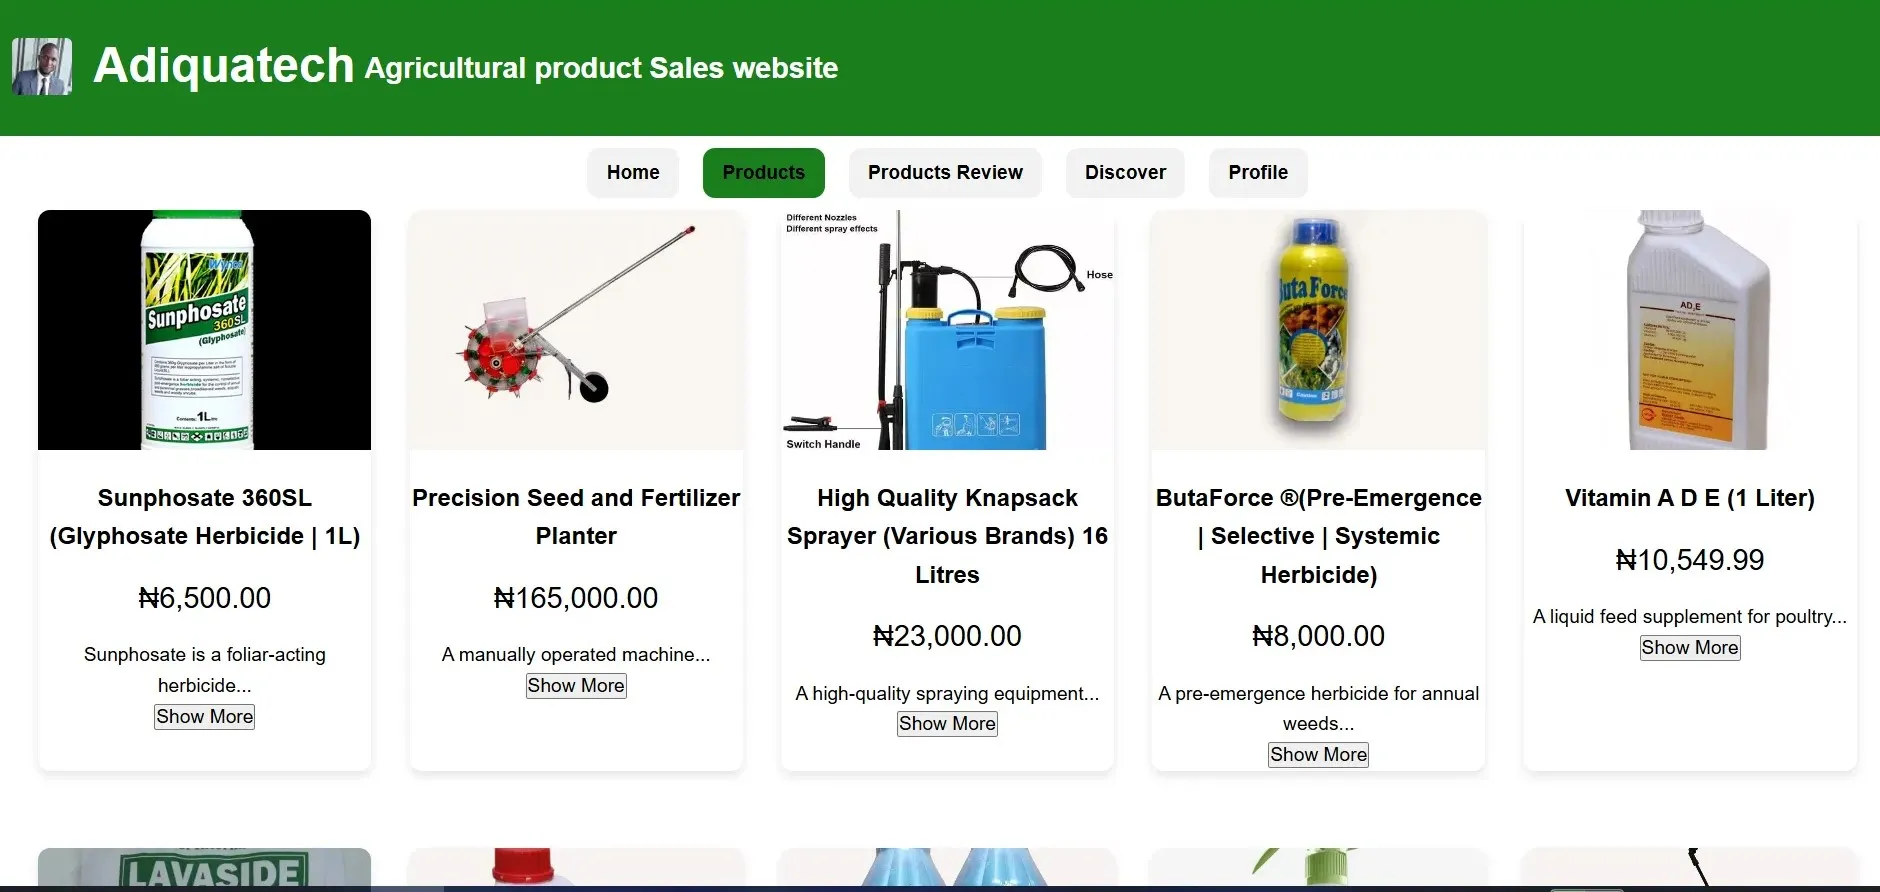 Adiquatech Agricultural product Sales website
Home
Products
Products Review
Discover
Profile
Wynca
Sunphosate
360SL
(Glyphosate)
Contents: 1Litre
Different Nozzles
Different spray effects
Hose
Switch Handle
ButaForce
AD3E
Sunphosate 360SL
(Glyphosate Herbicide | 1L)
₦6,500.00
Sunphosate is a foliar-acting
herbicide...
Show More
Precision Seed and Fertilizer
Planter
₦165,000.00
A manually operated machine...
Show More
High Quality Knapsack
Sprayer (Various Brands) 16
Litres
₦23,000.00
A high-quality spraying equipment...
Show More
ButaForce ®(Pre-Emergence
| Selective | Systemic
Herbicide)
₦8,000.00
A pre-emergence herbicide for annual
weeds...
Show More
Vitamin A D E (1 Liter)
₦10,549.99
A liquid feed supplement for poultry...
Show More
LAVASIDE